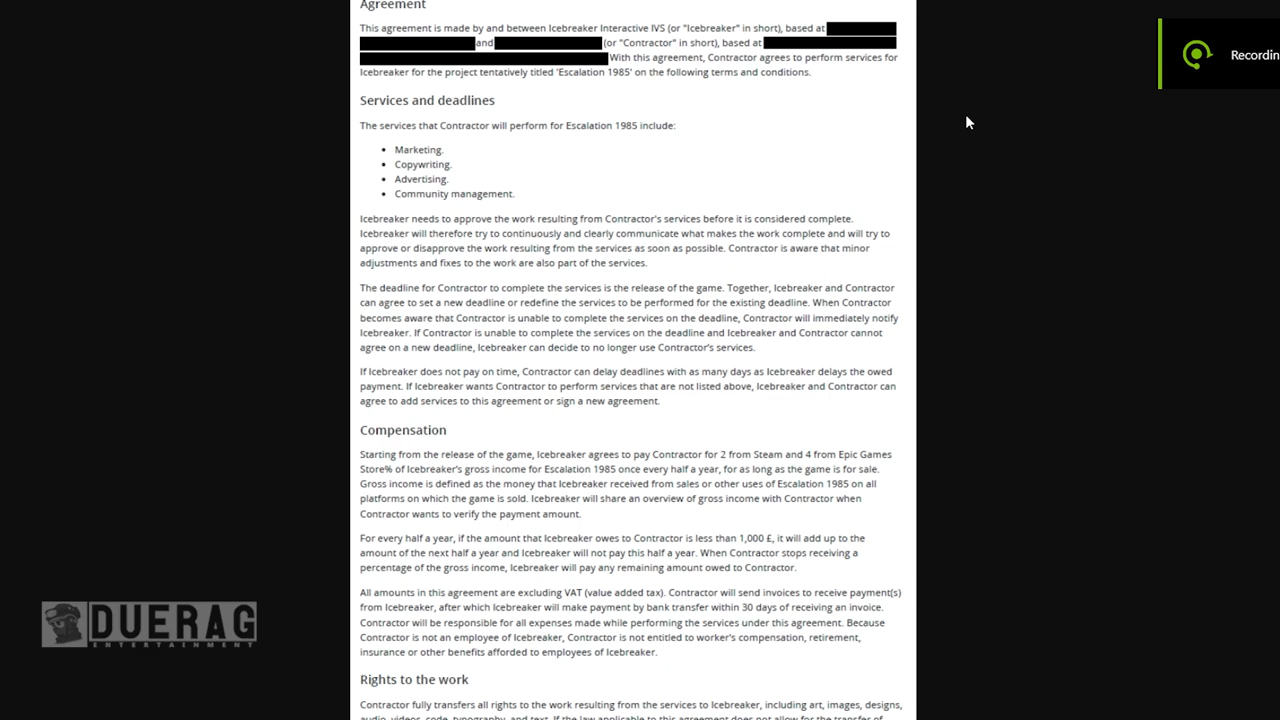 Agreement
This agreement is made by and between Icebreaker Interactive IVS (or "Icebreaker" in short), based at
and (or "Contractor" in short), based at
With this agreement, Contractor agrees to perform services for
Icebreaker for the project tentatively titled 'Escalation 1985' on the following terms and conditions.
Recordin
Services and deadlines
The services that Contractor will perform for Escalation 1985 include:
• Marketing.
• Copywriting.
• Advertising.
• Community management.
Icebreaker needs to approve the work resulting from Contractor's services before it is considered complete.
Icebreaker will therefore try to continuously and clearly communicate what makes the work complete and will try to
approve or disapprove the work resulting from the services as soon as possible. Contractor is aware that minor
adjustments and fixes to the work are also part of the services.
The deadline for Contractor to complete the services is the release of the game. Together, Icebreaker and Contractor
can agree to set a new deadline or redefine the services to be performed for the existing deadline. When Contractor
becomes aware that Contractor is unable to complete the services on the deadline, Contractor will immediately notify
Icebreaker. If Contractor is unable to complete the services on the deadline and Icebreaker and Contractor cannot
agree on a new deadline, Icebreaker can decide to no longer use Contractor's services.
If Icebreaker does not pay on time, Contractor can delay deadlines with as many days as Icebreaker delays the owed
payment. If Icebreaker wants Contractor to perform services that are not listed above, Icebreaker and Contractor can
agree to add services to this agreement or sign a new agreement.
Compensation
Starting from the release of the game, Icebreaker agrees to pay Contractor for 2 from Steam and 4 from Epic Games
Store% of Icebreaker's gross income for Escalation 1985 once every half a year, for as long as the game is for sale.
Gross income is defined as the money that Icebreaker received from sales or other uses of Escalation 1985 on all
platforms on which the game is sold. Icebreaker will share an overview of gross income with Contractor when
Contractor wants to verify the payment amount.
For every half a year, if the amount that Icebreaker owes to Contractor is less than 1,000 £, it will add up to the
amount of the next half a year and Icebreaker will not pay this half a year. When Contractor stops receiving a
percentage of the gross income, Icebreaker will pay any remaining amount owed to Contractor.
All amounts in this agreement are excluding VAT (value added tax). Contractor will send invoices to receive payment(s)
from Icebreaker, after which Icebreaker will make payment by bank transfer within 30 days of receiving an invoice.
Contractor will be responsible for all expenses made while performing the services under this agreement. Because
Contractor is not an employee of Icebreaker, Contractor is not entitled to worker's compensation, retirement,
insurance or other benefits afforded to employees of Icebreaker.
DUERAG
ENTERTAINMENT
Rights to the work
Contractor fully transfers all rights to the work resulting from the services to Icebreaker, including art, images, designs,
audio, videos, code, typography, and text. If the law applicable to this agreement does not allow for the transfer of